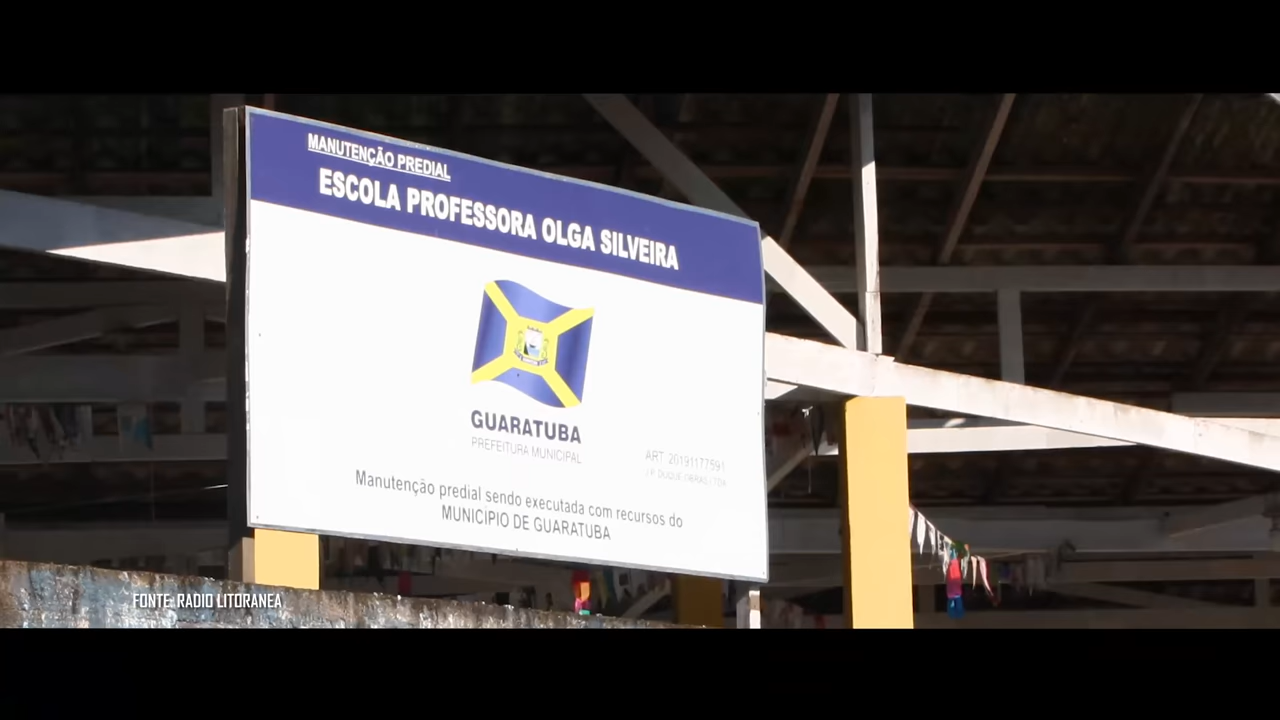 MANUTENÇÃO PREDIAL
ESCOLA PROFESSORA OLGA SILVEIRA
GUARATUBA
PREFEITURA MUNICIPAL
ART 20191177591
Manutenção predial sendo executada com recursos do
MUNICÍPIO DE GUARATUBA
FONTE: RADIO LITORANEA